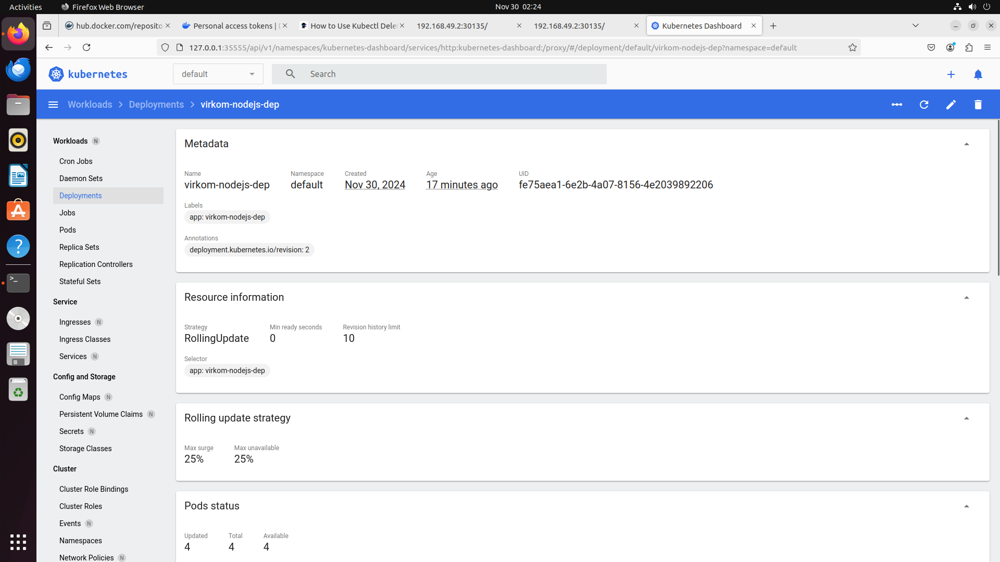 Activities Firefox Web Browser Nov 30 02:24
hub.docker.com/reposito Personal access tokens | How to Use Kubectl Dele 192.168.49.2:30135/ 192.168.49.2:30135/ Kubernetes Dashboard
127.0.0.1:35555/api/v1/namespaces/kubernetes-dashboard/services/http:kubernetes-dashboard:/proxy/#/deployment/default/virkom-nodejs-dep?namespace=default
kubernetes default Search
Workloads Deployments virkom-nodejs-dep
Workloads N
Cron Jobs
Daemon Sets
Deployments
Jobs
Pods
Replica Sets
Replication Controllers
Stateful Sets
Service
Ingresses N
Ingress Classes
Services N
Config and Storage
Config Maps N
Persistent Volume Claims N
Secrets N
Storage Classes
Cluster
Cluster Role Bindings
Cluster Roles
Events N
Namespaces
Network Policies N
Metadata
Name Namespace Created Age UID
virkom-nodejs-dep default Nov 30, 2024 17 minutes ago fe75aea1-6e2b-4a07-8156-4e2039892206
Labels
app: virkom-nodejs-dep
Annotations
deployment.kubernetes.io/revision: 2
Resource information
Strategy Min ready seconds Revision history limit
RollingUpdate 0 10
Selector
app: virkom-nodejs-dep
Rolling update strategy
Max surge Max unavailable
25% 25%
Pods status
Updated Total Available
4 4 4